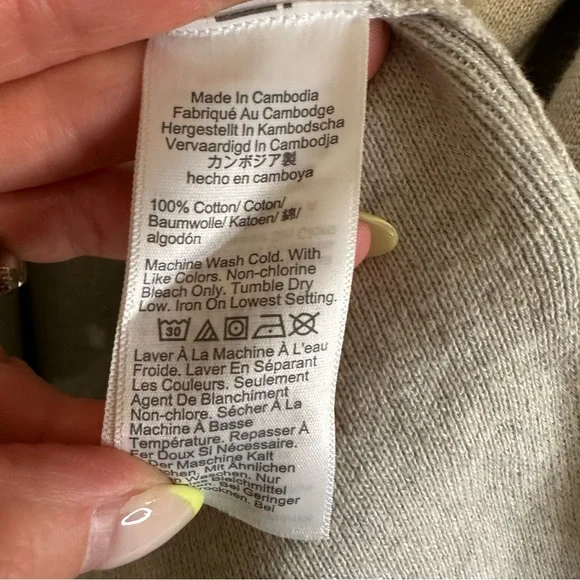 Made In Cambodia
Fabriqué Au Cambodge
Hergestellt In Kambodscha
Vervaardigd In Cambodja
カンボジア製
hecho en camboya
100% Cotton/ Coton/
Baumwolle/ Katoen/ 綿/
algodón
Machine Wash Cold. With
Like Colors. Non-chlorine
Bleach Only. Tumble Dry
Low. Iron On Lowest Setting.
30
Laver À La Machine À L'eau
Froide. Laver En Séparant
Les Couleurs. Seulement
Agent De Blanchiment
Non-chlore. Sécher À La
Machine À Basse
Température. Repasser À
Fer Doux Si Nécessaire.
Der Maschine Kalt
Mit Ähnlichen
Waschen. Nur
Bleichmittel
Bei Geringer
Bei